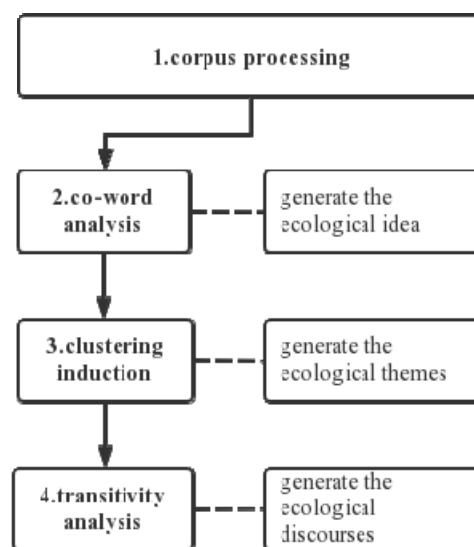 1.corpus processing
2.co-word
analysis
generate the
ecological idea
3.clustering
induction
generate the
ecological themes
4.transitivity
analysis
generate the
ecological
discourses